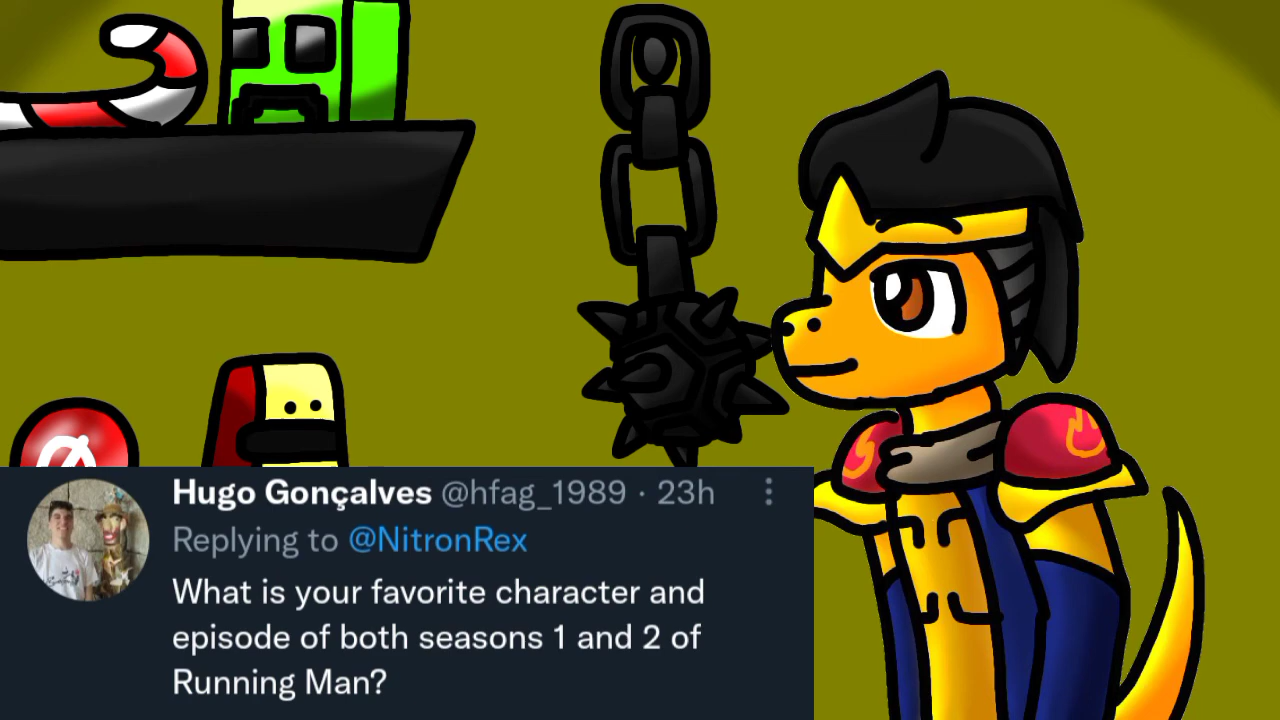 Hugo Gonçalves @hfag_1989 · 23h
Replying to @NitronRex
What is your favorite character and
episode of both seasons 1 and 2 of
Running Man?